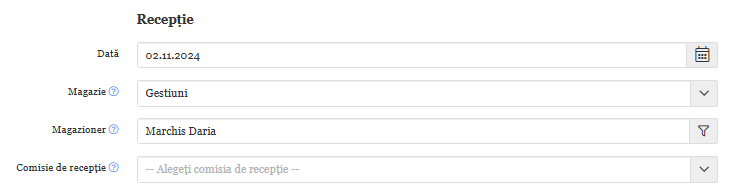 Recepție
Dată 02.11.2024
Magazie Gestiuni
Magazioner Marchis Daria
Comisie de recepție -- Alegeți comisia de recepție --